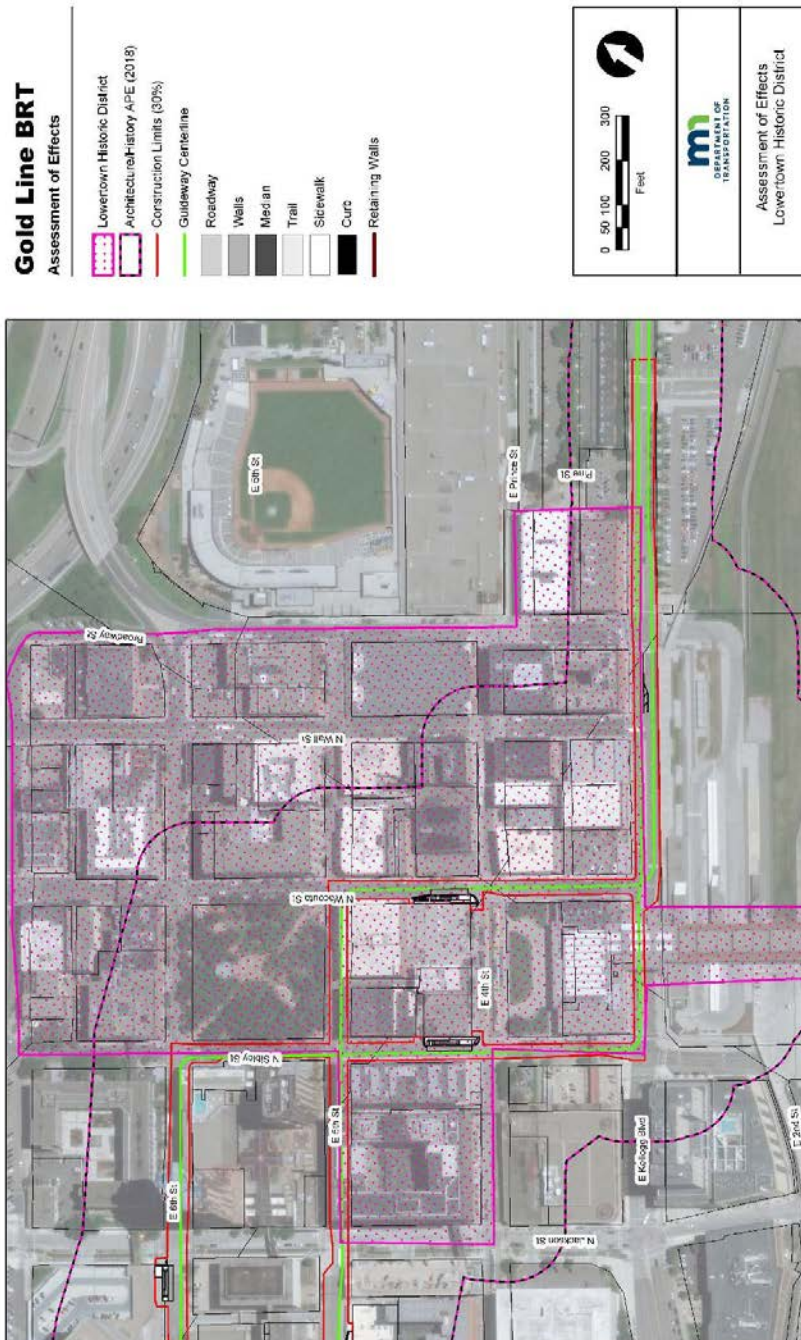 Gold Line BRT
Assessment of Effects
Lowertown Historic District
Architecture/History APE (2018)
Construction Limits (30%)
Guideway Centerline
Roadway
Walls
Median
Trail
Sidewalk
Curb
Retaining Walls
0 50 100 200 300
Feet
mn
DEPARTMENT OF
TRANSPORTATION
Assessment of Effects
Lowertown Historic District
E 6th St
E Prince St
Pine St
Broadway St
N Wall St
N Wacouta St
E 4th St
N Sibley St
E 6th St
E 5th St
E Kellogg Blvd
N Jackson St
E 2nd St